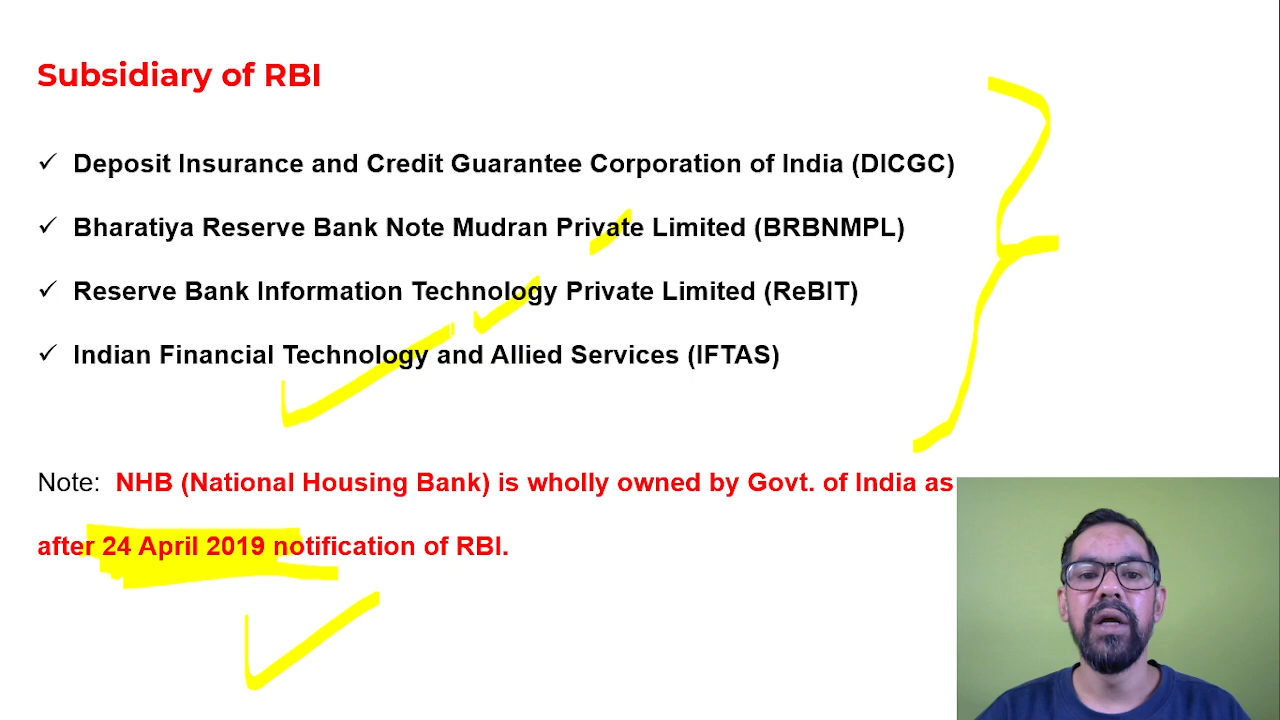 Subsidiary of RBI
✓ Deposit Insurance and Credit Guarantee Corporation of India (DICGC)
✓ Bharatiya Reserve Bank Note Mudran Private Limited (BRBNMPL)
✓ Reserve Bank Information Technology Private Limited (ReBIT)
✓ Indian Financial Technology and Allied Services (IFTAS)
Note: NHB (National Housing Bank) is wholly owned by Govt. of India as
after 24 April 2019 notification of RBI.